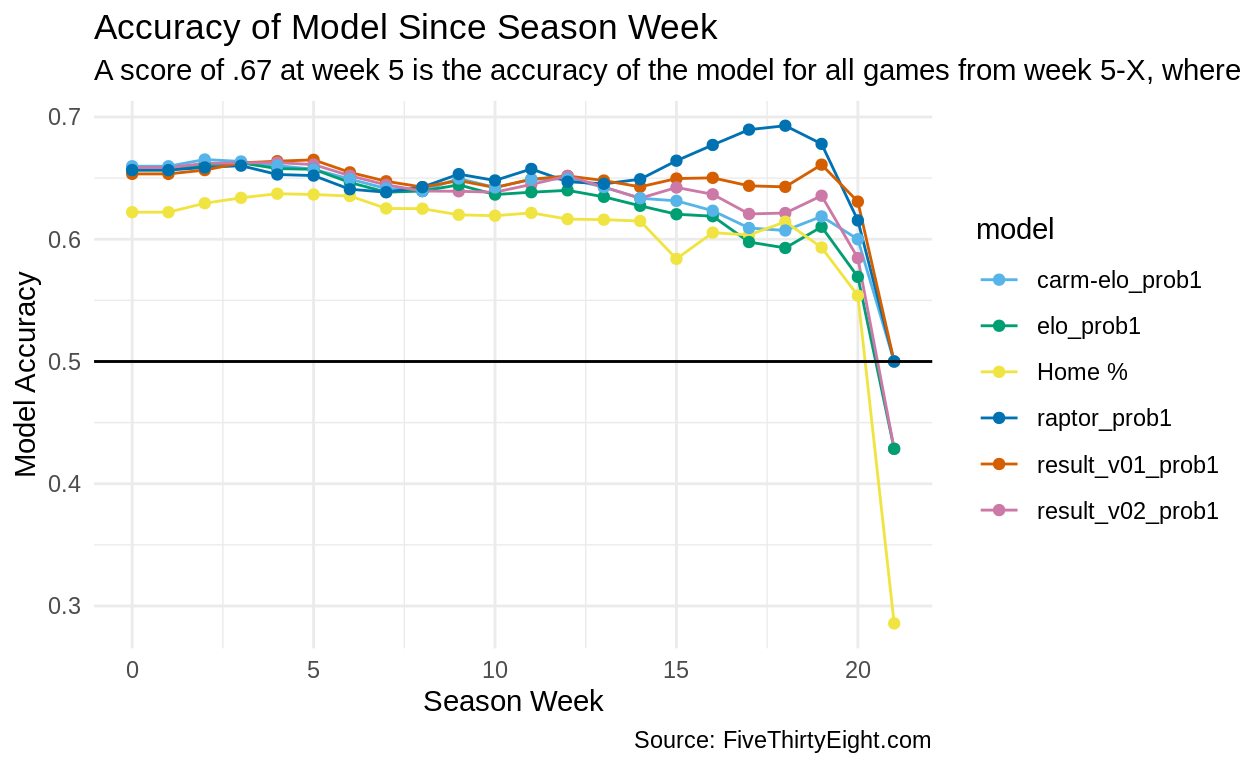 Accuracy of Model Since Season Week
A score of .67 at week 5 is the accuracy of the model for all games from week 5-X, where
0.7
0.6
0.5
0.4
0.3
Model Accuracy
0 5 10 15 20
Season Week
model
carm-elo_prob1
elo_prob1
Home %
raptor_prob1
result_v01_prob1
result_v02_prob1
Source: FiveThirtyEight.com